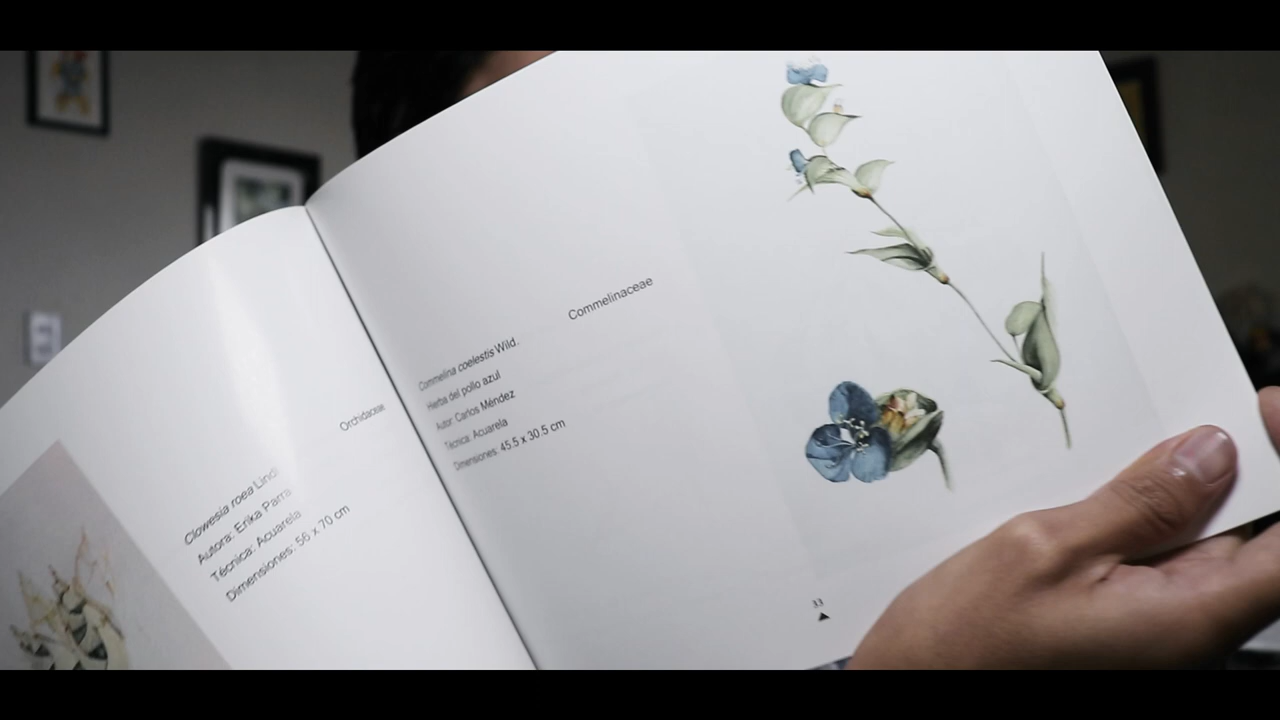 Orchidaceae
Clowesia roea Lindl
Autora: Erika Parra
Técnica: Acuarela
Dimensiones: 56 x 70 cm
Commelinaceae
Commelina coelestis Wild.
Hierba del pollo azul
Autor: Carlos Méndez
Técnica: Acuarela
Dimensiones: 45.5 x 30.5 cm
33